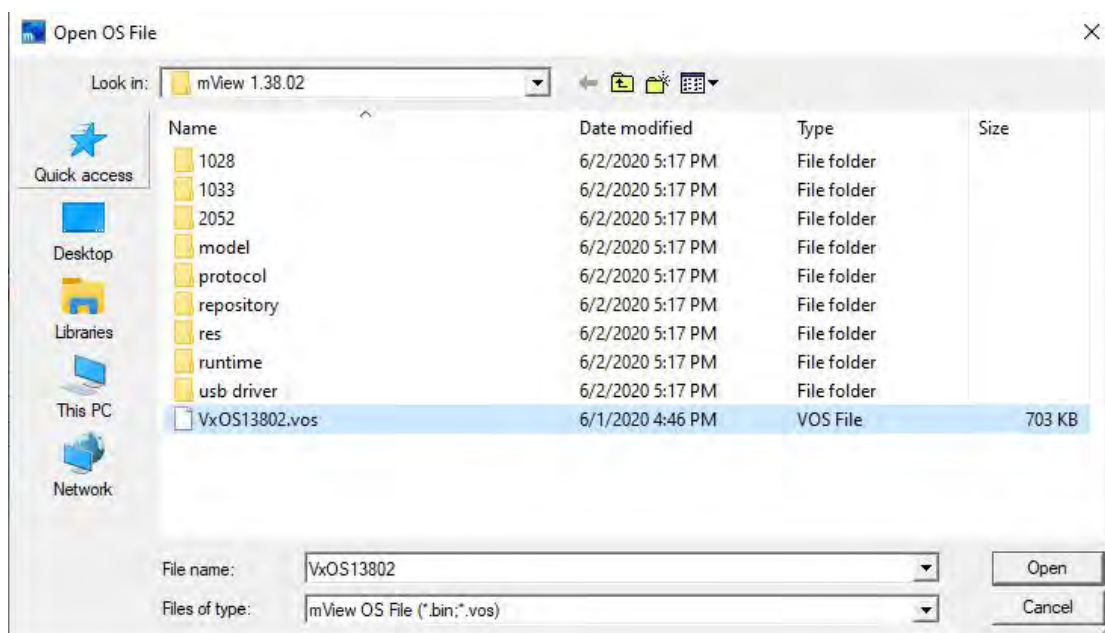 Open OS File
Look in: mView 1.38.02
Name Date modified Type Size
Quick access
Desktop
Libraries
This PC
Network
1028 6/2/2020 5:17 PM File folder
1033 6/2/2020 5:17 PM File folder
2052 6/2/2020 5:17 PM File folder
model 6/2/2020 5:17 PM File folder
protocol 6/2/2020 5:17 PM File folder
repository 6/2/2020 5:17 PM File folder
res 6/2/2020 5:17 PM File folder
runtime 6/2/2020 5:17 PM File folder
usb driver 6/2/2020 5:17 PM File folder
VxOS13802.vos 6/1/2020 4:46 PM VOS File 703 KB
File name: VxOS13802 Open
Files of type: mView OS File (*.bin;*.vos) Cancel